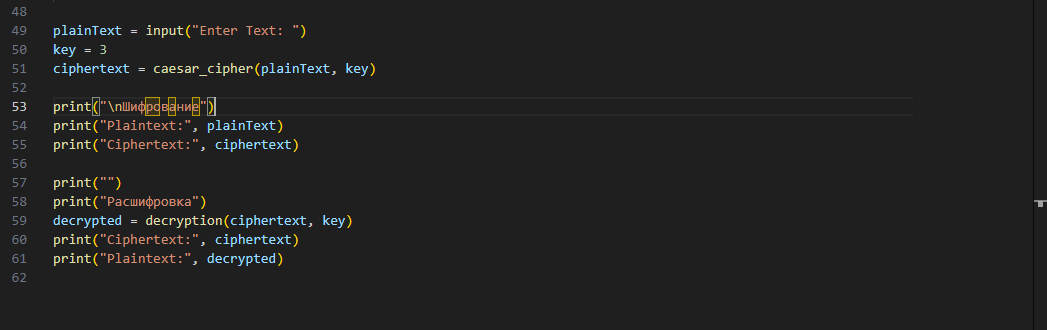 48
49 plainText = input("Enter Text: ")
50 key = 3
51 ciphertext = caesar_cipher(plainText, key)
52
53 print("\nШифрование")
54 print("Plaintext:", plainText)
55 print("Ciphertext:", ciphertext)
56
57 print("")
58 print("Расшифровка")
59 decrypted = decryption(ciphertext, key)
60 print("Ciphertext:", ciphertext)
61 print("Plaintext:", decrypted)
62